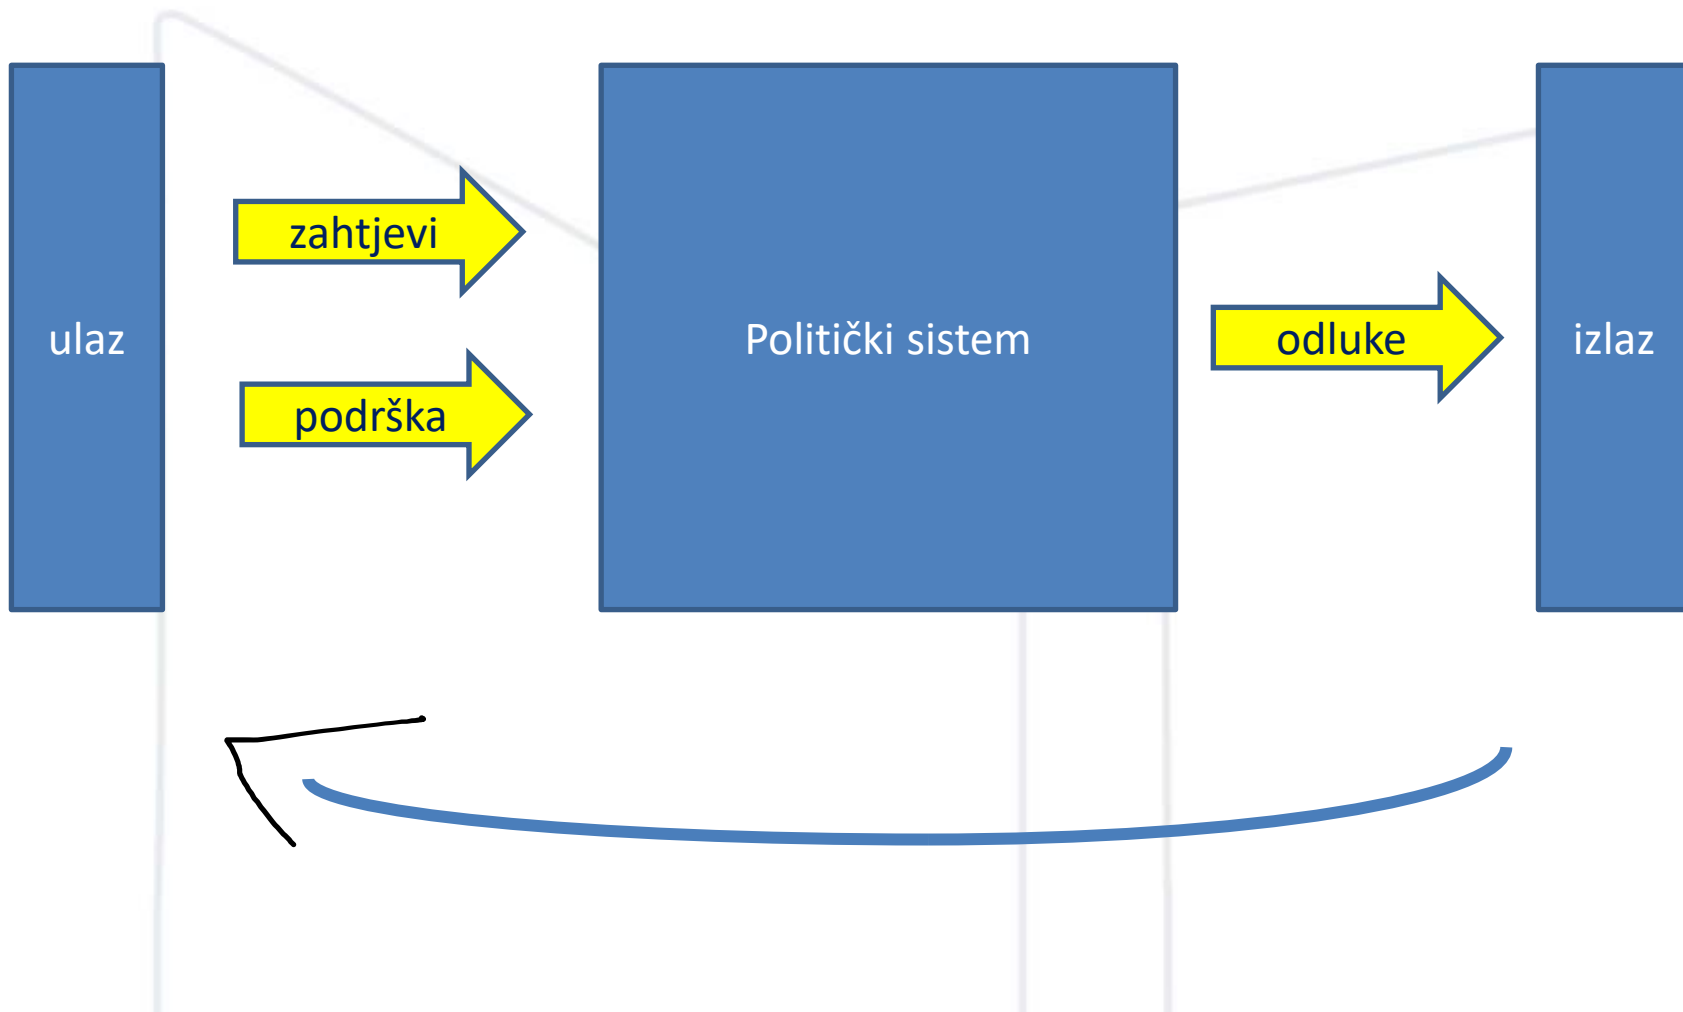 ulaz
zahtjevi
podrška
Politički sistem
odluke
izlaz